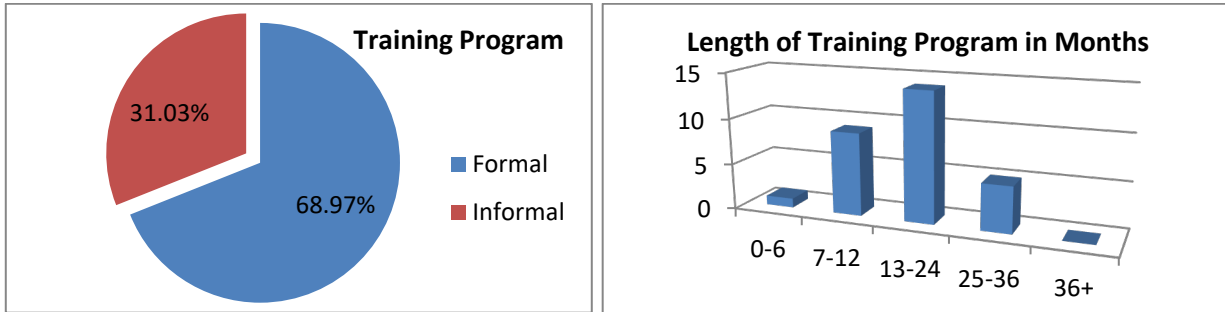 Training Program
31.03%
68.97%
Formal
Informal
Length of Training Program in Months
15
10
5
0
0-6
7-12
13-24
25-36
36+